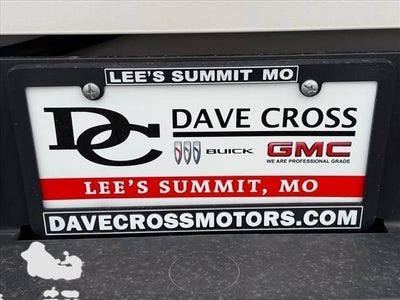 LEE'S SUMMIT MO
DC DAVE CROSS
BUICK GMC
WE ARE PROFESSIONAL GRADE
LEE'S SUMMIT, MO
DAVECROSSMOTORS.COM